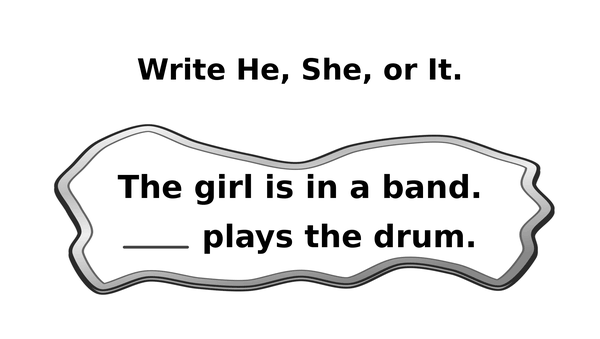 Write He, She, or It.
The girl is in a band.
____ plays the drum.